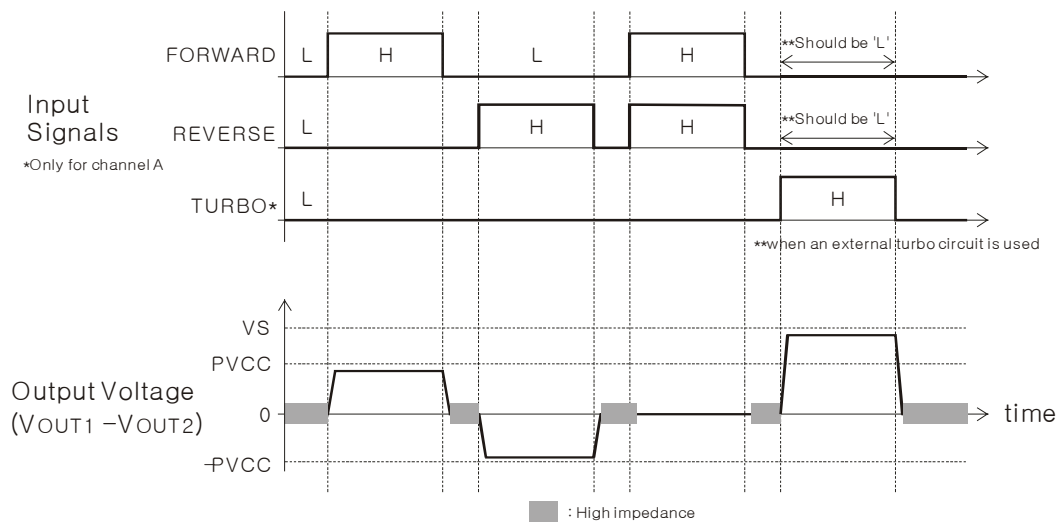 FORWARD L H L H **Should be 'L'
Input
Signals
*Only for channel A
REVERSE L H H **Should be 'L'
TURBO* L H
**when an external turbo circuit is used
VS
PVCC
Output Voltage
(VOUT1 –VOUT2)
0
time
–PVCC
: High impedance